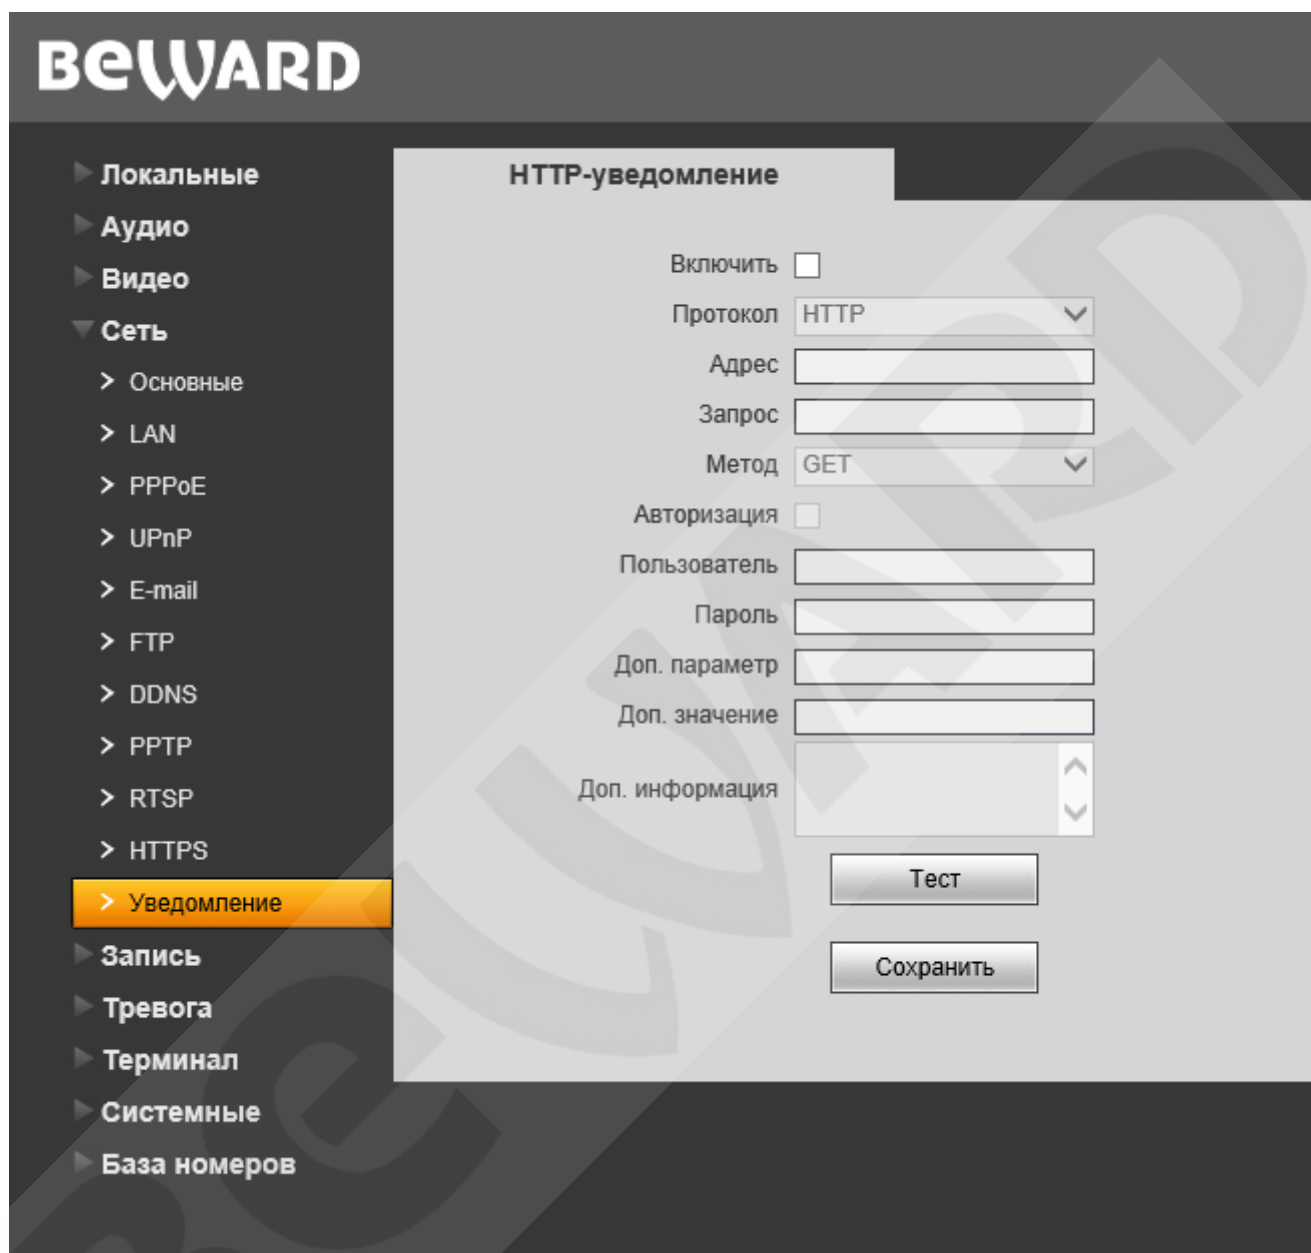 BEWARD
Локальные
Аудио
Видео
Сеть
Основные
LAN
PPPoE
UPnP
E-mail
FTP
DDNS
PPTP
RTSP
HTTPS
Уведомление
Запись
Тревога
Терминал
Системные
База номеров
HTTP-уведомление
Включить
Протокол HTTP
Адрес
Запрос
Метод GET
Авторизация
Пользователь
Пароль
Доп. параметр
Доп. значение
Доп. информация
Тест
Сохранить
BEWARD